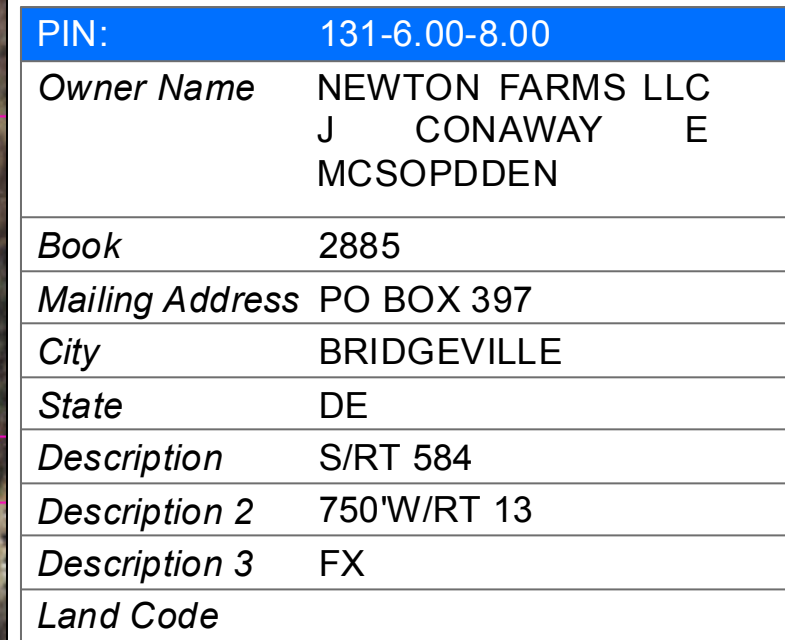 PIN: 131-6.00-8.00
Owner Name NEWTON FARMS LLC
J CONAWAY E
MCSOPDDEN
Book 2885
Mailing Address PO BOX 397
City BRIDGEVILLE
State DE
Description S/RT 584
Description 2 750'W/RT 13
Description 3 FX
Land Code